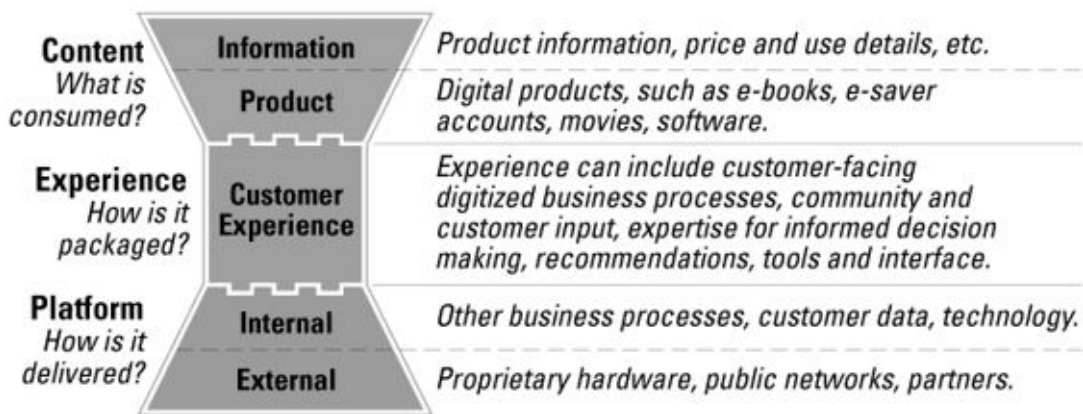 Content
What is
consumed?
Information
Product information, price and use details, etc.
Product
Digital products, such as e-books, e-saver
accounts, movies, software.
Experience
How is it
packaged?
Customer
Experience
Experience can include customer-facing
digitized business processes, community and
customer input, expertise for informed decision
making, recommendations, tools and interface.
Platform
How is it
delivered?
Internal
Other business processes, customer data, technology.
External
Proprietary hardware, public networks, partners.